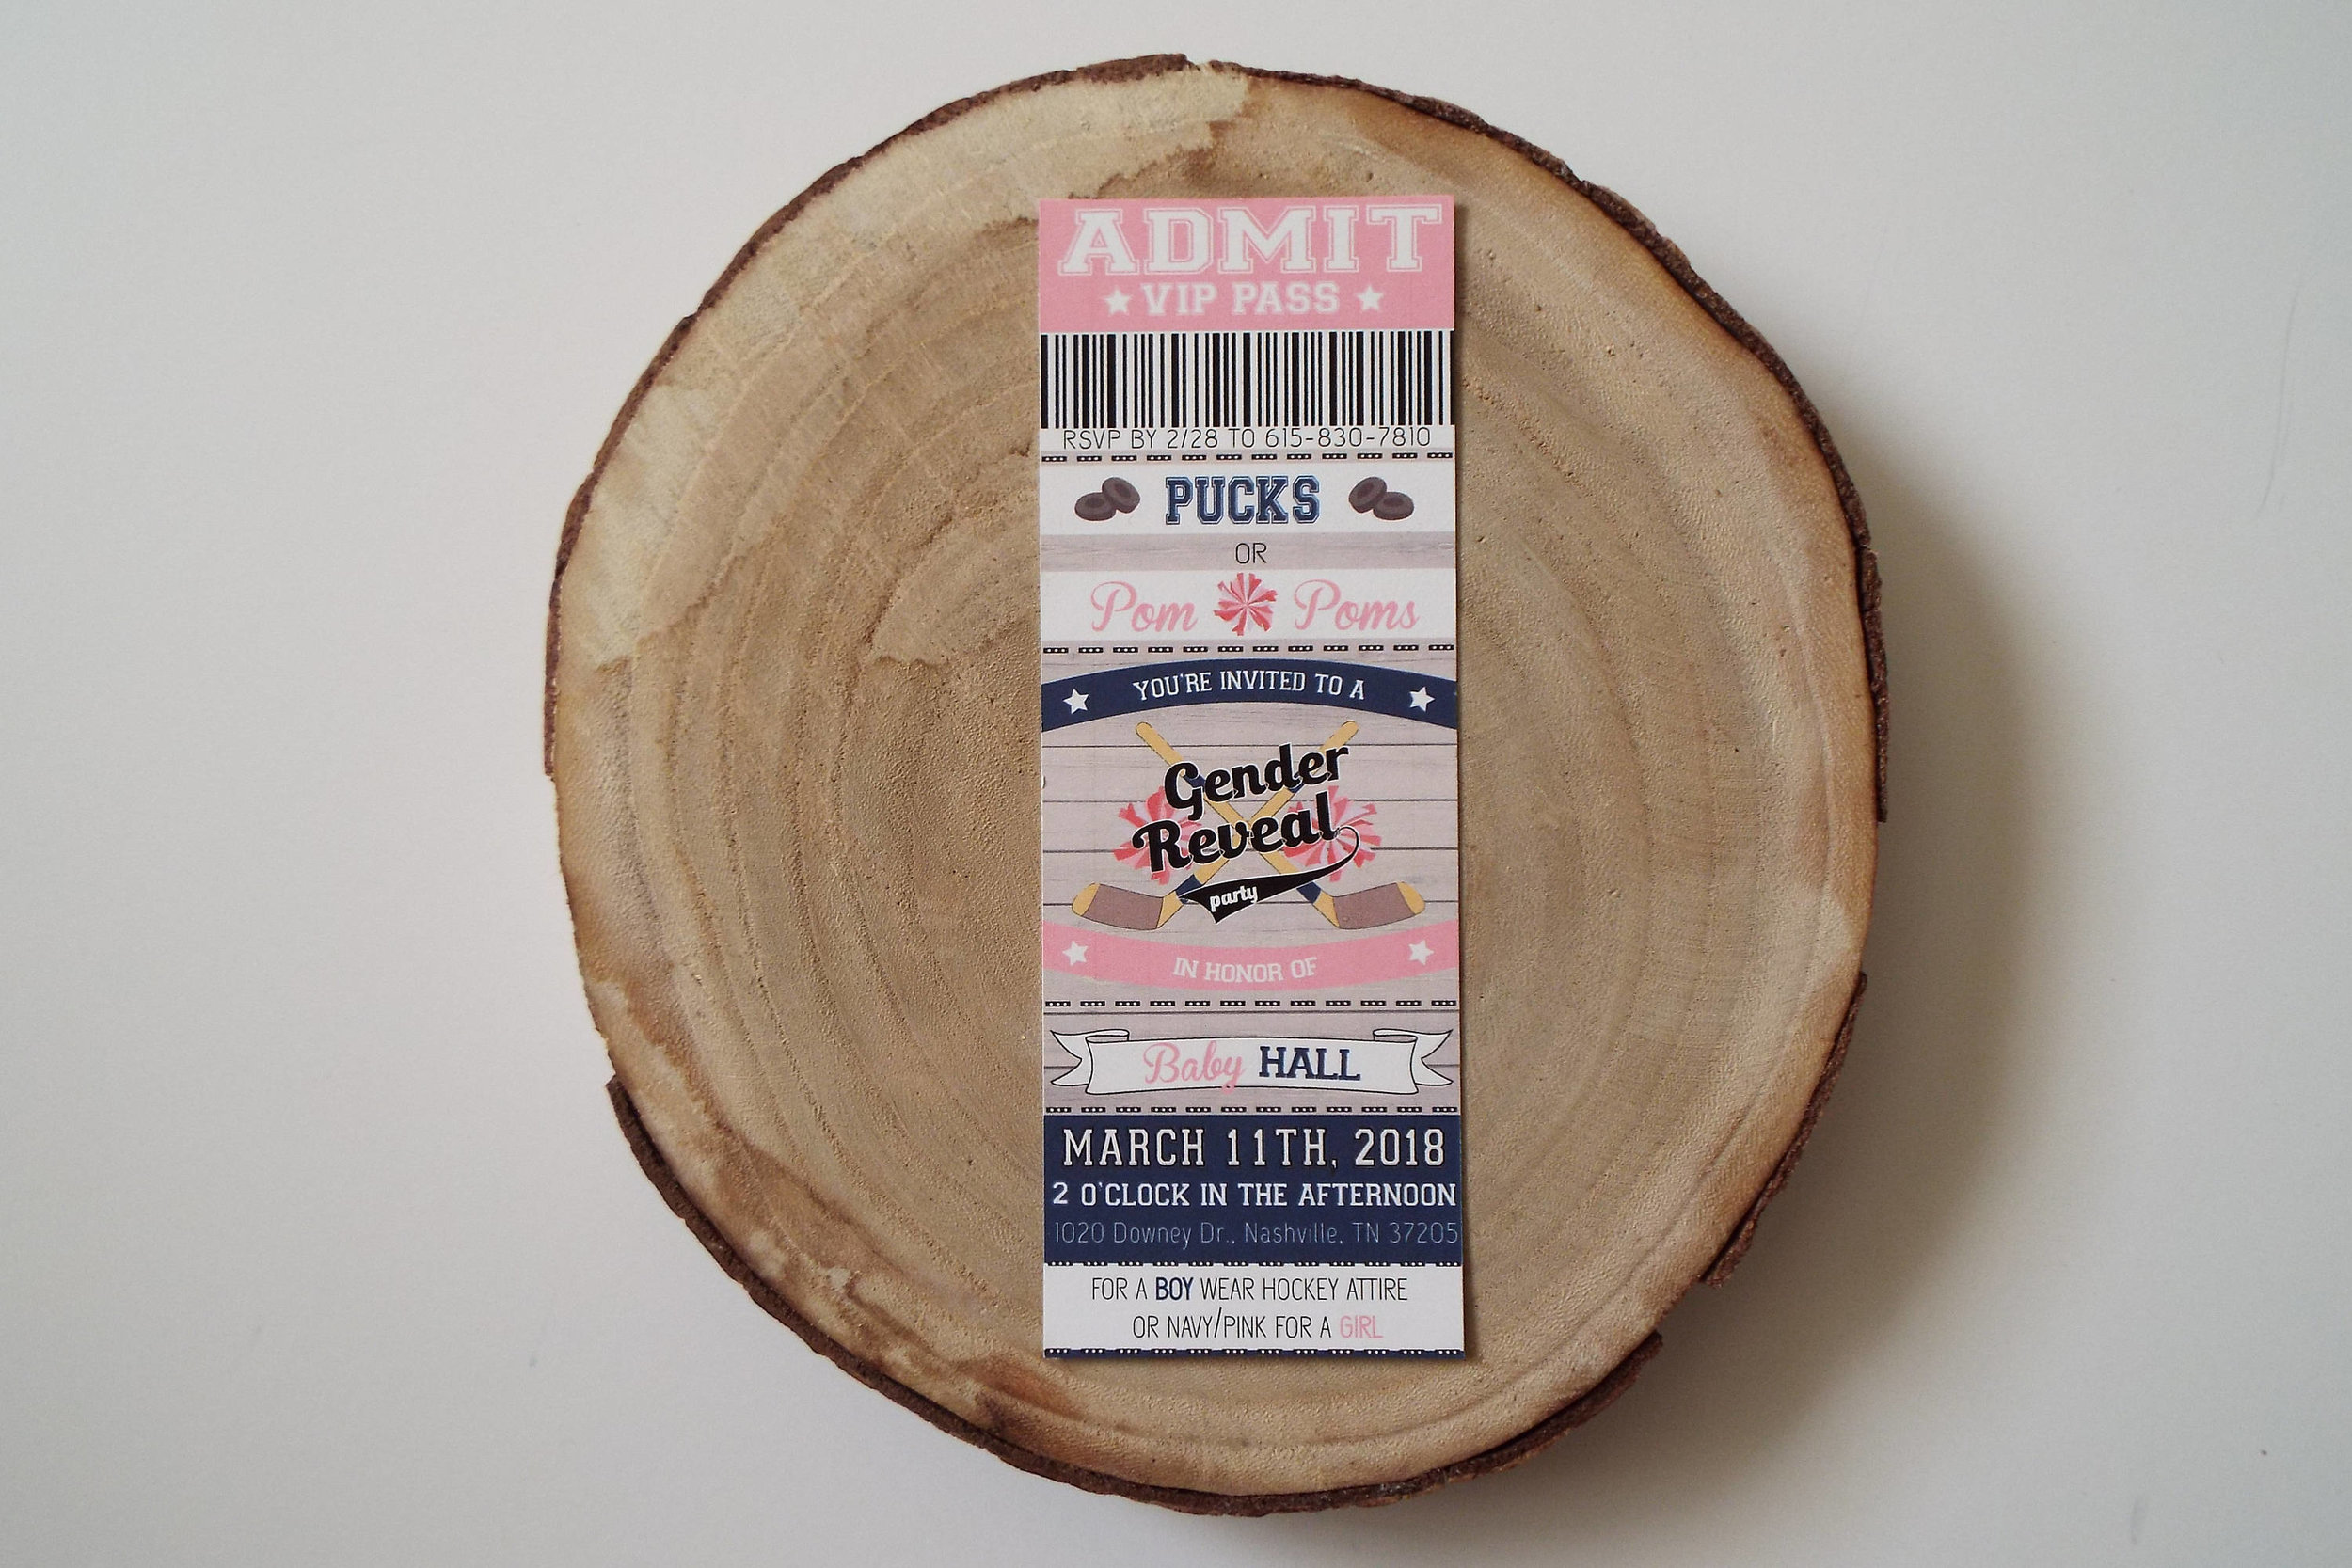 ADMIT
VIP PASS
RSVP BY 2/28 TO 615-830-7810
PUCKS
OR
Pom Poms
YOU'RE INVITED TO A
Gender
Reveal
party
IN HONOR OF
Baby HALL
MARCH 11TH, 2018
2 O'CLOCK IN THE AFTERNOON
1020 Downey Dr., Nashville, TN 37205
FOR A BOY WEAR HOCKEY ATTIRE
OR NAVY/PINK FOR A GIRL